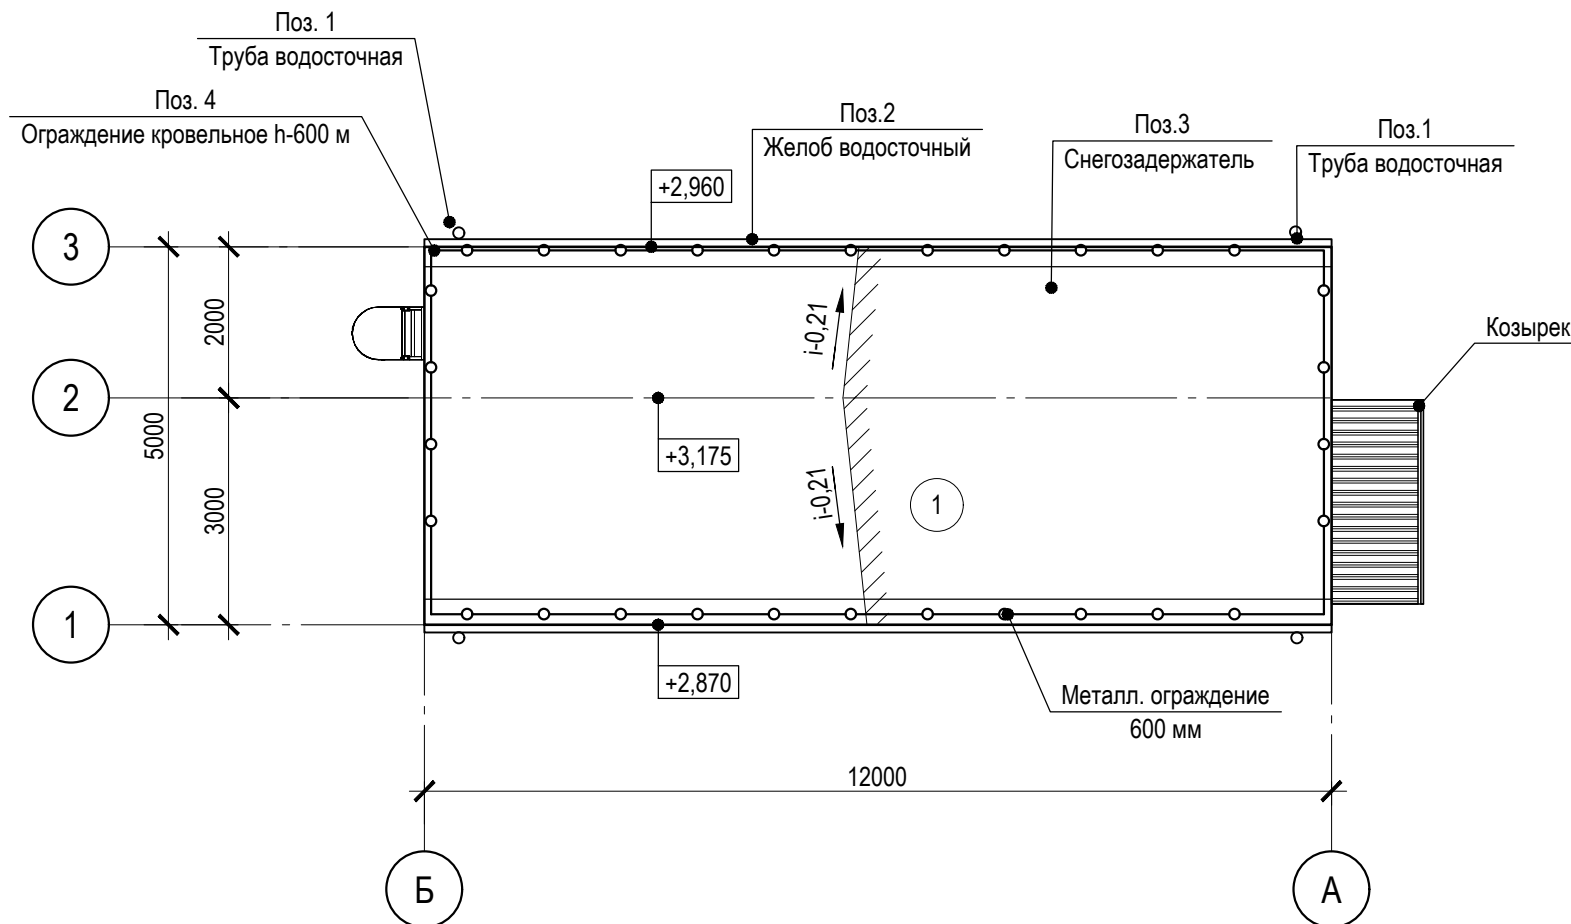 Поз. 1
Труба водосточная
Поз. 4
Ограждение кровельное h-600 м
Поз.2
Желоб водосточный
Поз.3
Снегозадержатель
Поз.1
Труба водосточная
+2,960
3
2000
i-0,21
Козырек
2
5000
+3,175
3000
i-0,21
1
1
+2,870
Металл. ограждение
600 мм
12000
Б
А